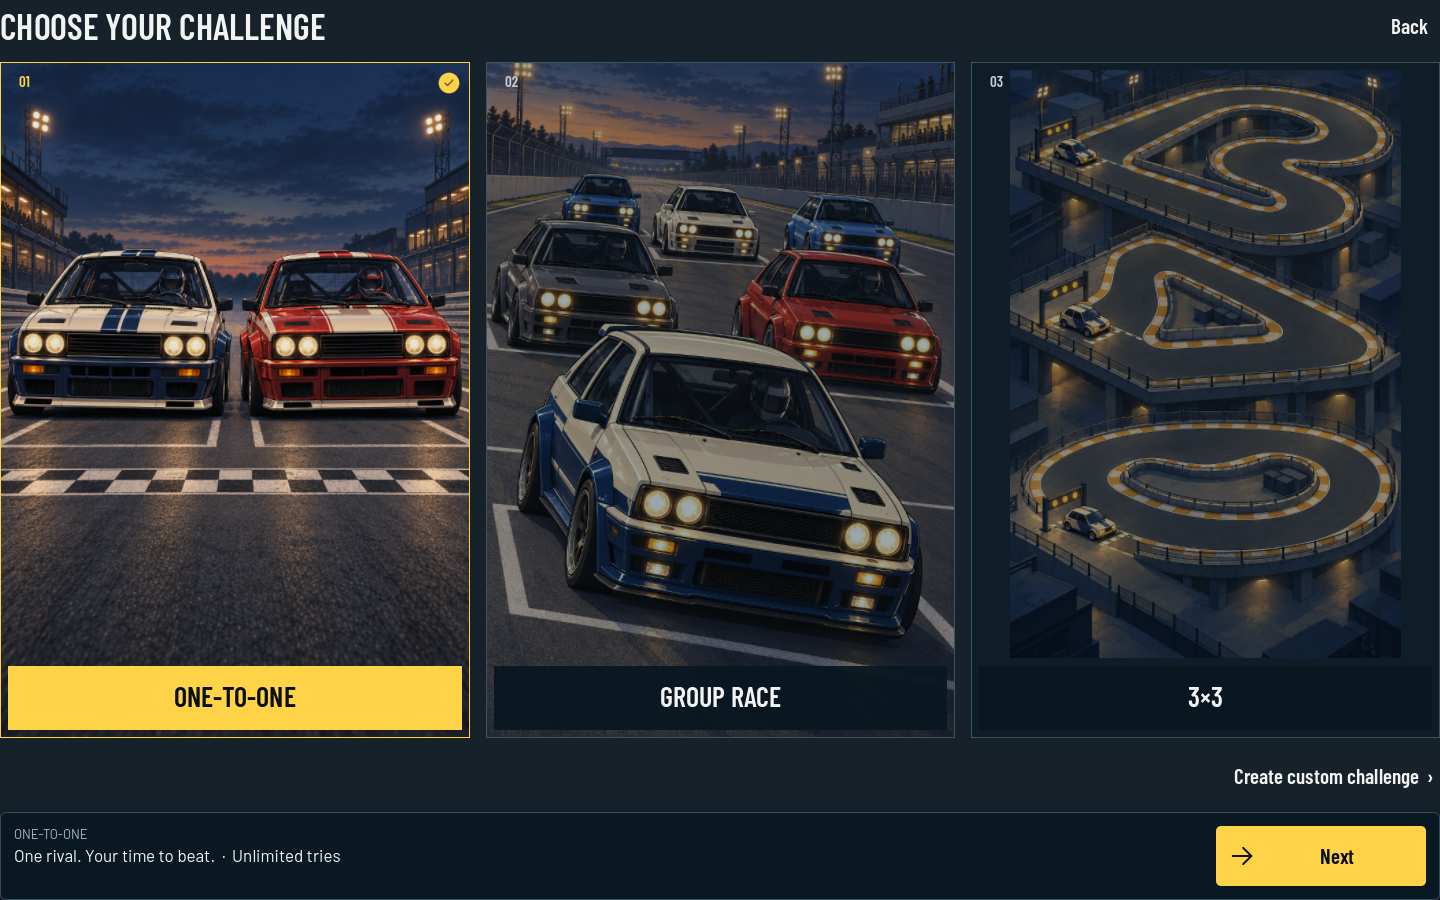 CHOOSE YOUR CHALLENGE
Back
01
02
03
ONE-TO-ONE
GROUP RACE
3×3
Create custom challenge ›
ONE-TO-ONE
One rival. Your time to beat. · Unlimited tries
Next